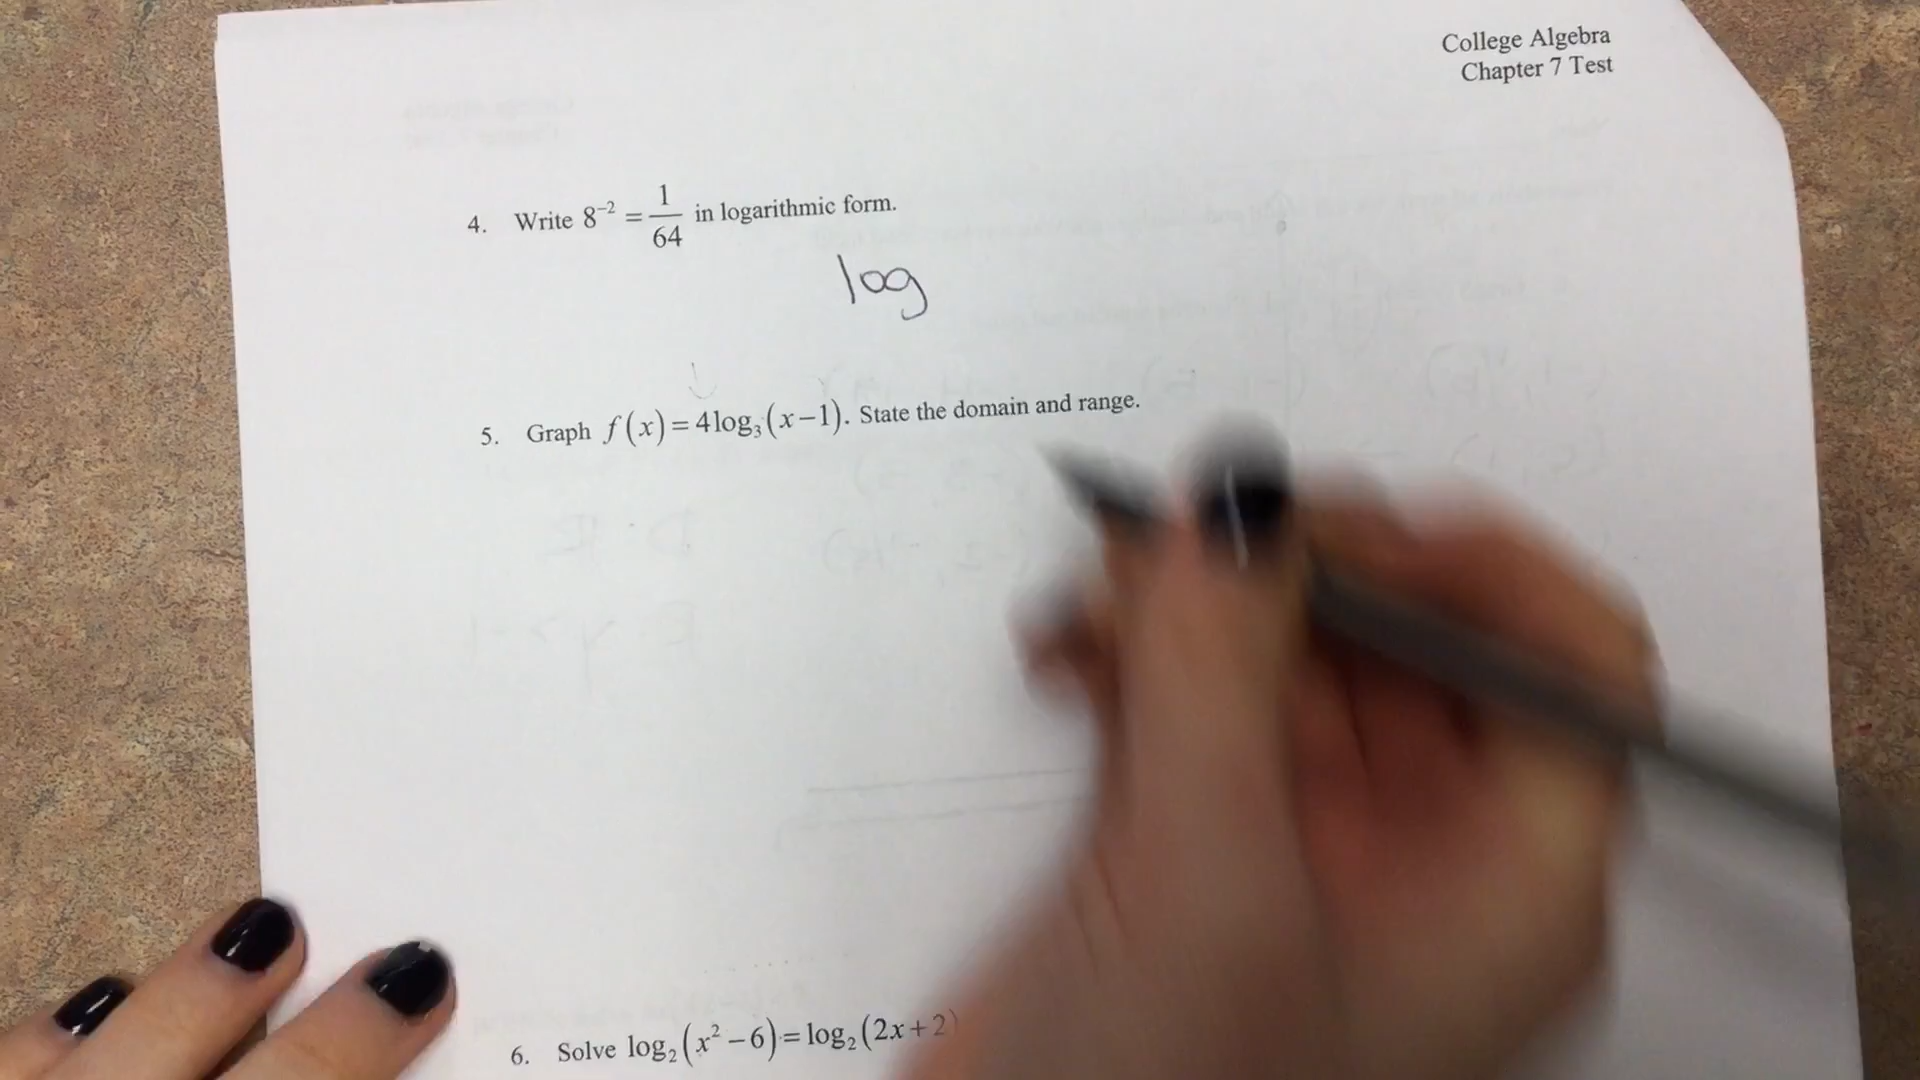 College Algebra
Chapter 7 Test
4. Write 8⁻² = 1/64 in logarithmic form.
log
5. Graph f(x) = 4log₃(x−1). State the domain and range.
6. Solve log₂(x²−6) = log₂(2x+2)